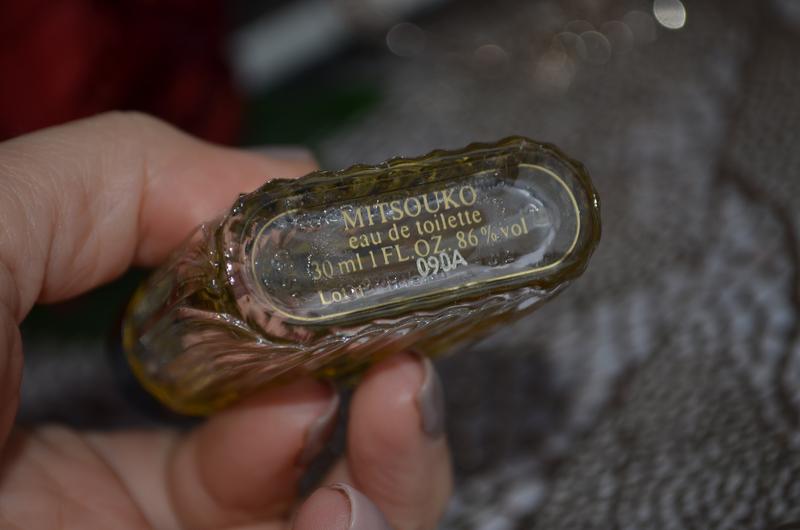 MITSOUKO
eau de toilette
30 ml 1 FL.OZ 86 % vol
090A